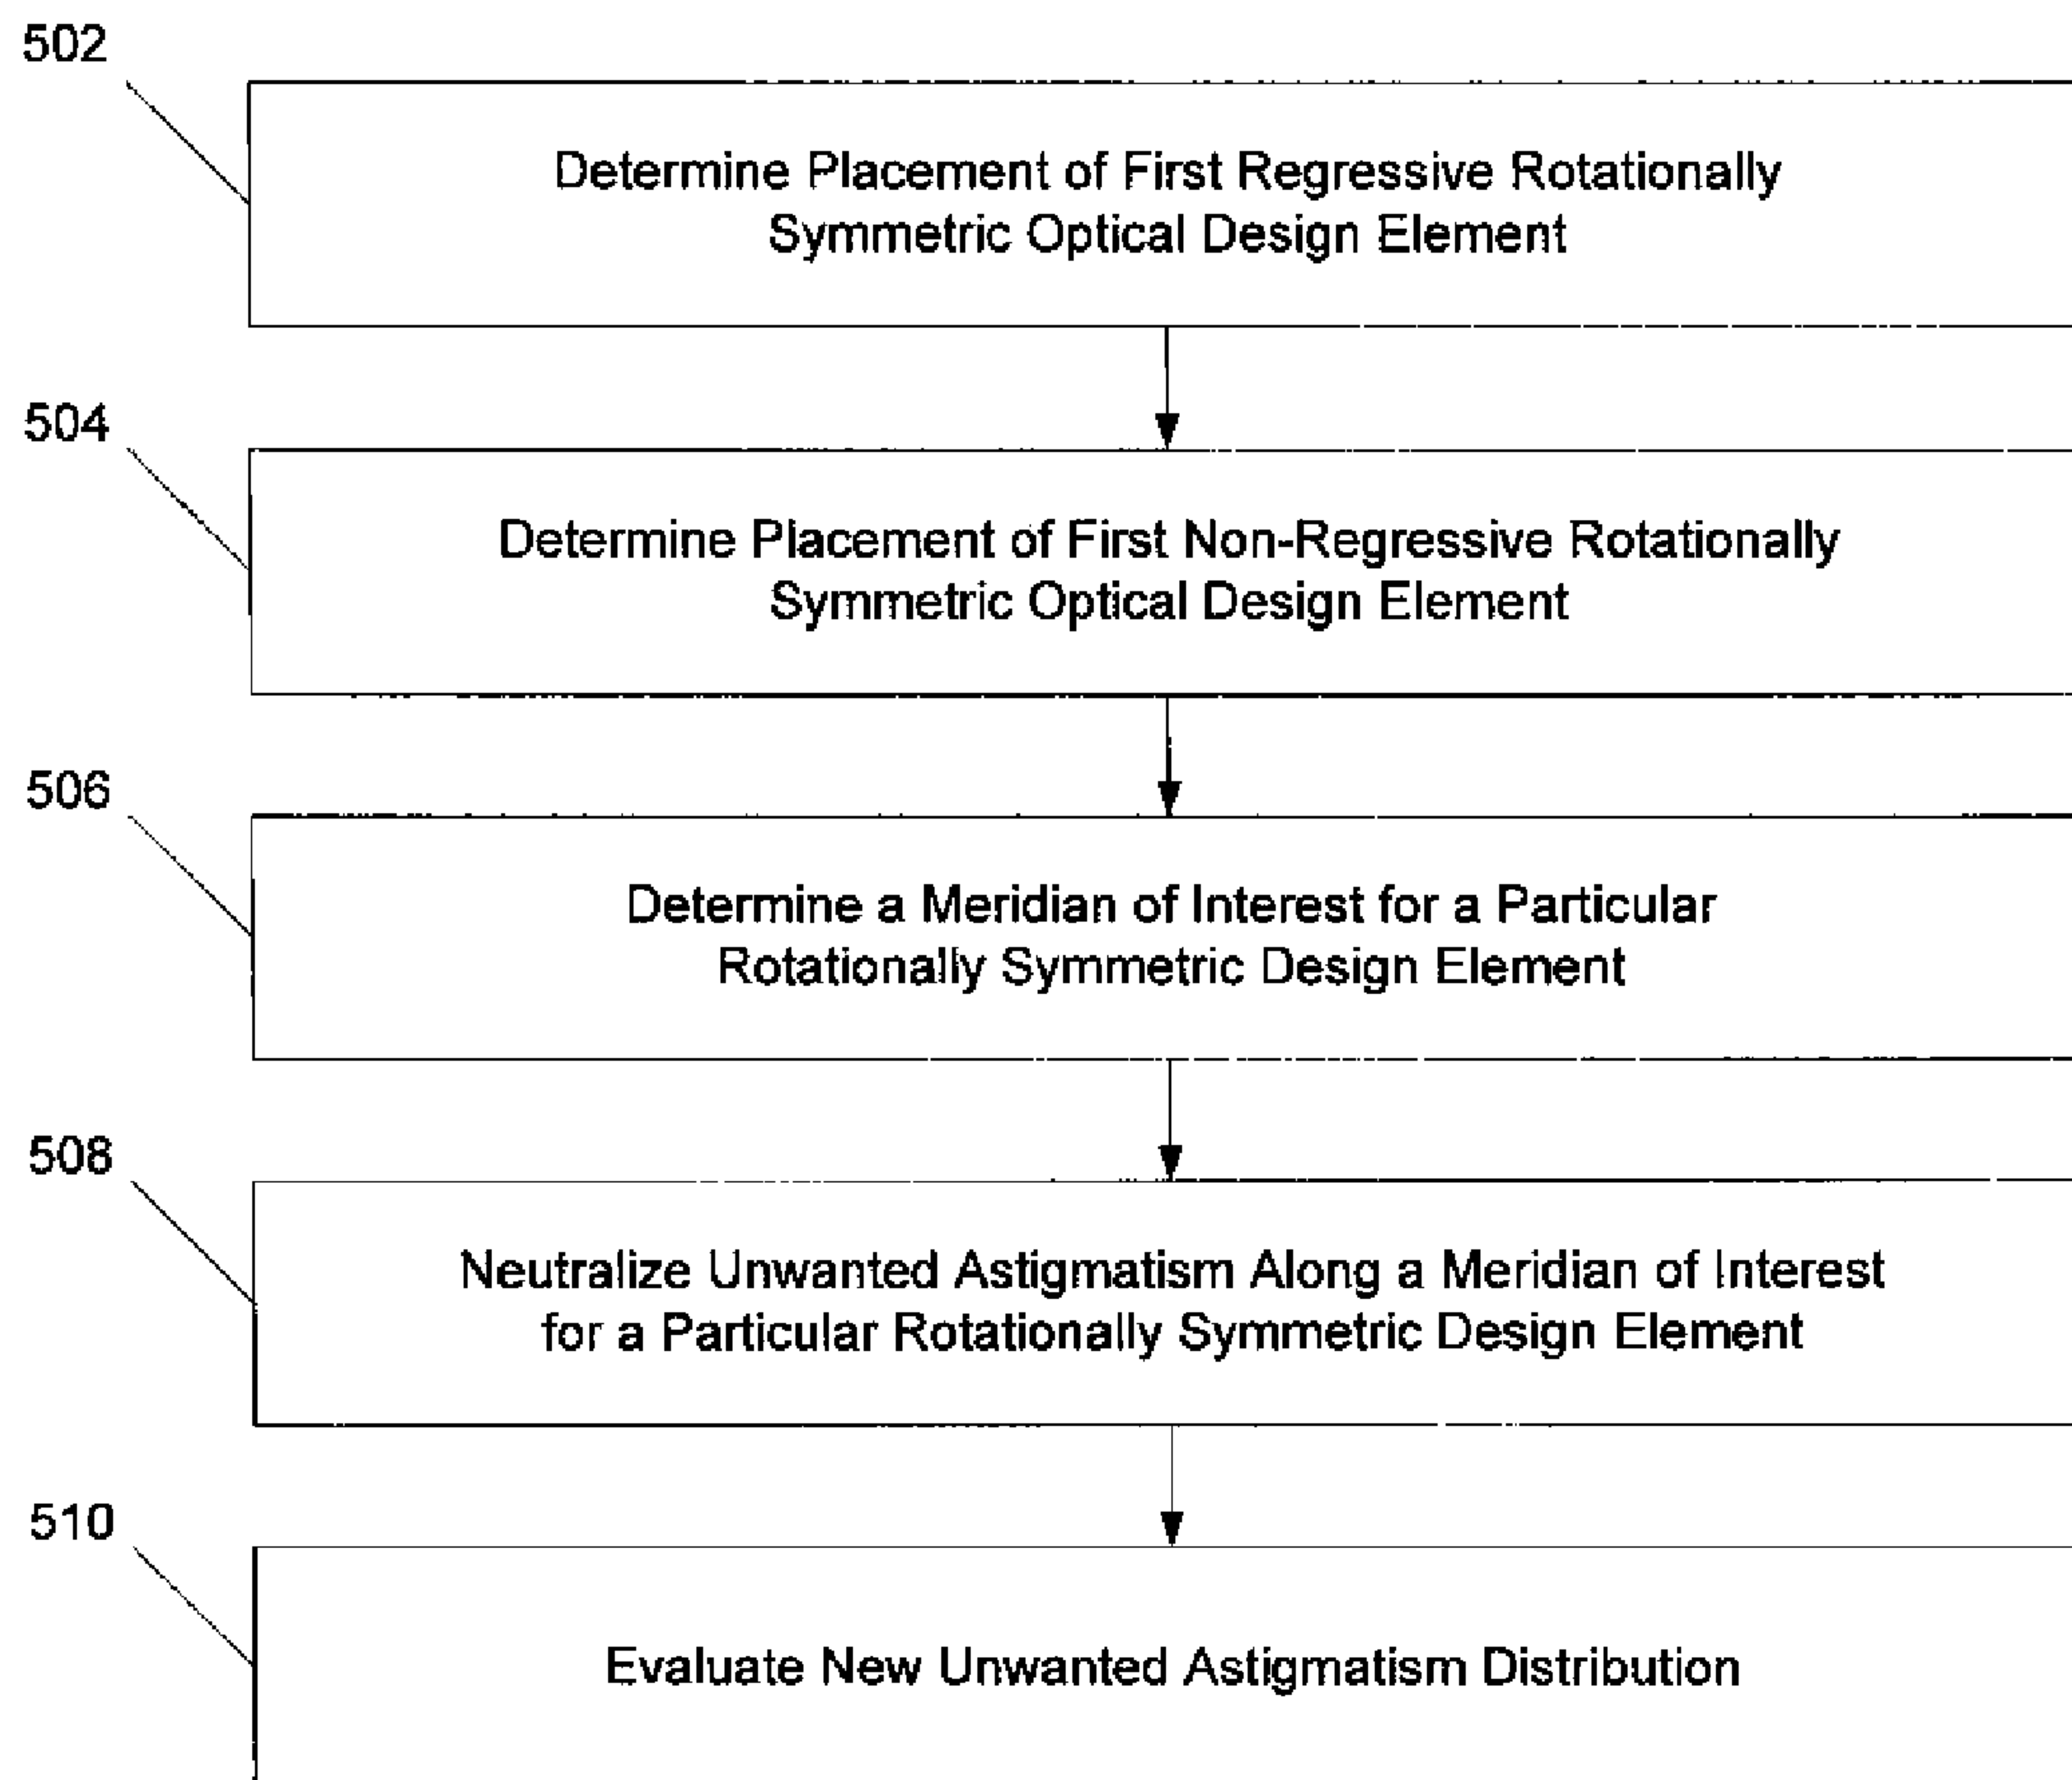 502
Determine Placement of First Regressive Rotationally
Symmetric Optical Design Element
504
Determine Placement of First Non-Regressive Rotationally
Symmetric Optical Design Element
506
Determine a Meridian of Interest for a Particular
Rotationally Symmetric Design Element
508
Neutralize Unwanted Astigmatism Along a Meridian of Interest
for a Particular Rotationally Symmetric Design Element
510
Evaluate New Unwanted Astigmatism Distribution